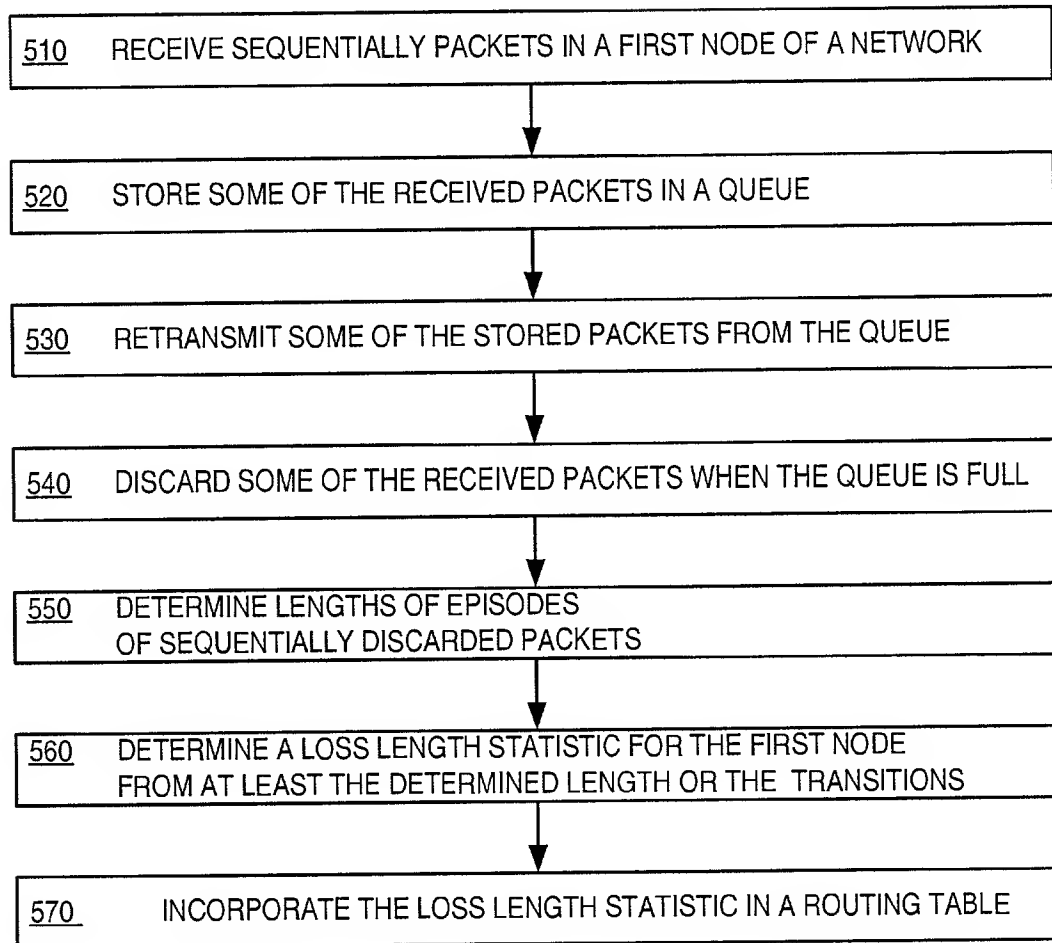 510 RECEIVE SEQUENTIALLY PACKETS IN A FIRST NODE OF A NETWORK
520 STORE SOME OF THE RECEIVED PACKETS IN A QUEUE
530 RETRANSMIT SOME OF THE STORED PACKETS FROM THE QUEUE
540 DISCARD SOME OF THE RECEIVED PACKETS WHEN THE QUEUE IS FULL
550 DETERMINE LENGTHS OF EPISODES
OF SEQUENTIALLY DISCARDED PACKETS
560 DETERMINE A LOSS LENGTH STATISTIC FOR THE FIRST NODE
FROM AT LEAST THE DETERMINED LENGTH OR THE TRANSITIONS
570 INCORPORATE THE LOSS LENGTH STATISTIC IN A ROUTING TABLE